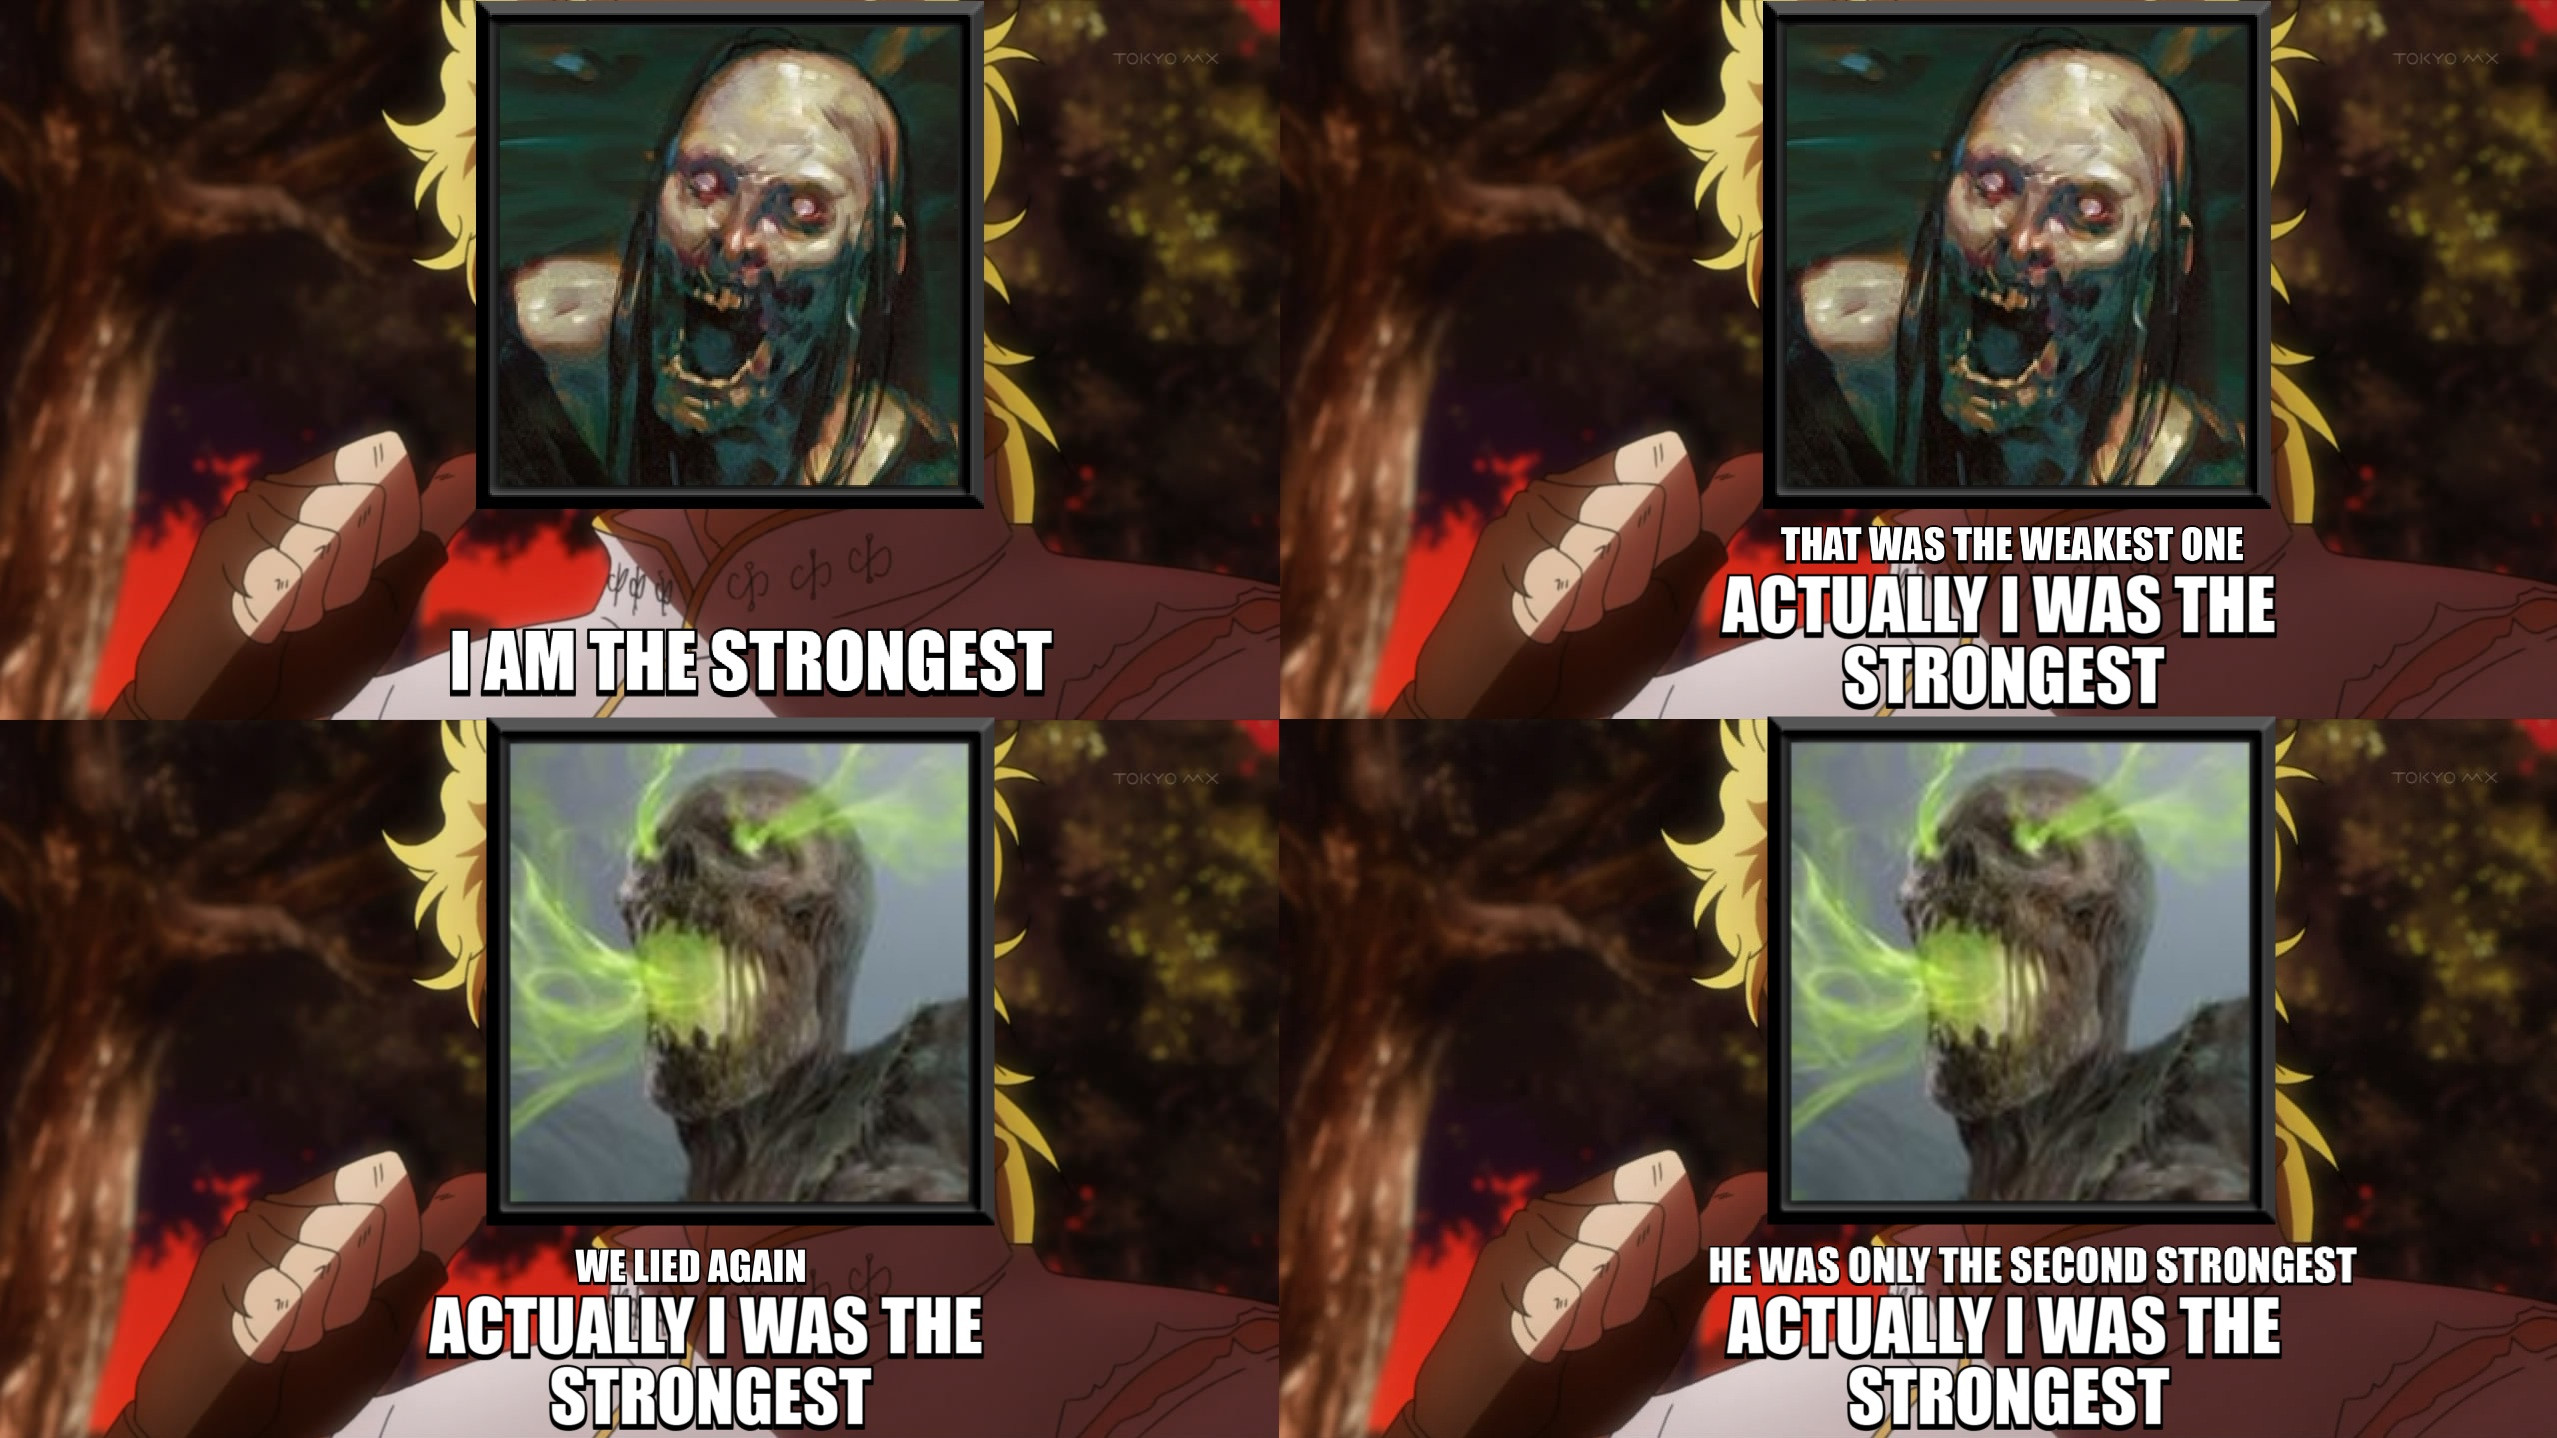 TOKYO MX
I AM THE STRONGEST
TOKYO MX
THAT WAS THE WEAKEST ONE
ACTUALLY I WAS THE
STRONGEST
TOKYO MX
WE LIED AGAIN
ACTUALLY I WAS THE
STRONGEST
TOKYO MX
HE WAS ONLY THE SECOND STRONGEST
ACTUALLY I WAS THE
STRONGEST